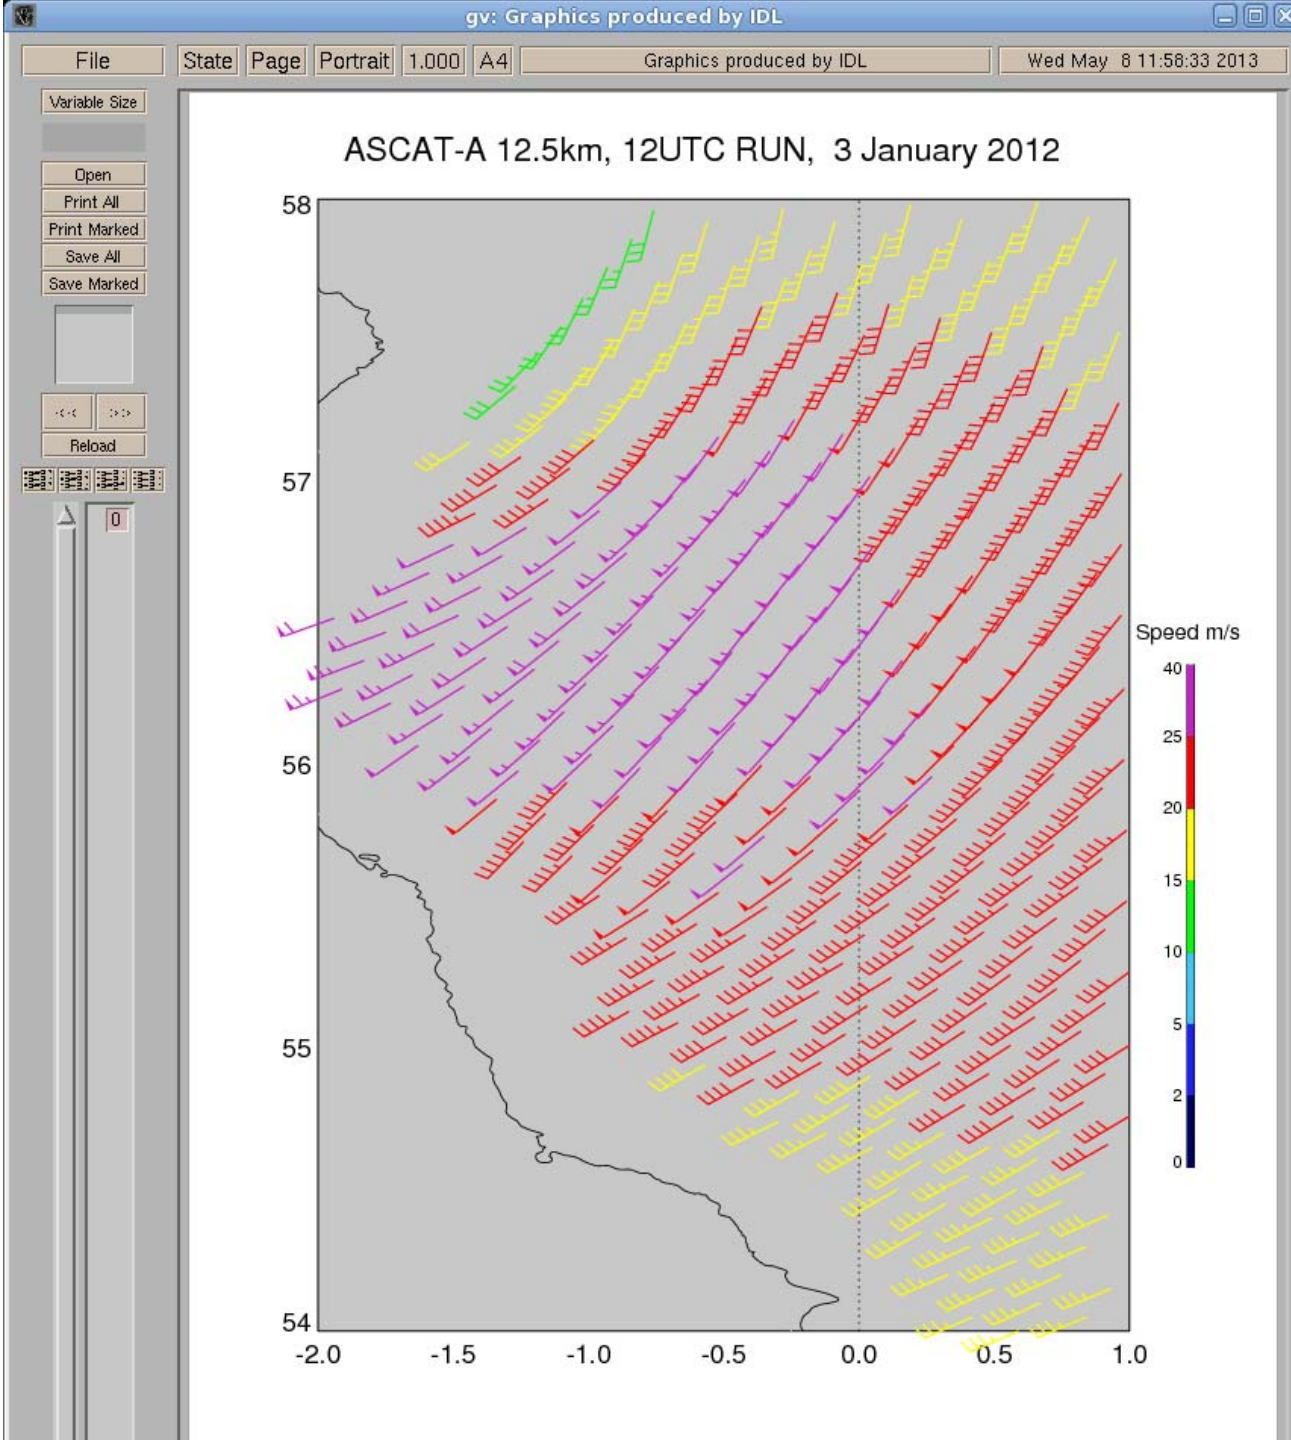 gv: Graphics produced by IDL
File State Page Portrait 1.000 A4 Graphics produced by IDL Wed May 8 11:58:33 2013
Variable Size
Open
Print All
Print Marked
Save All
Save Marked
<< >>
Reload
0
ASCAT-A 12.5km, 12UTC RUN, 3 January 2012
58
57
56
55
54
-2.0 -1.5 -1.0 -0.5 0.0 0.5 1.0
Speed m/s
40
25
20
15
10
5
2
0